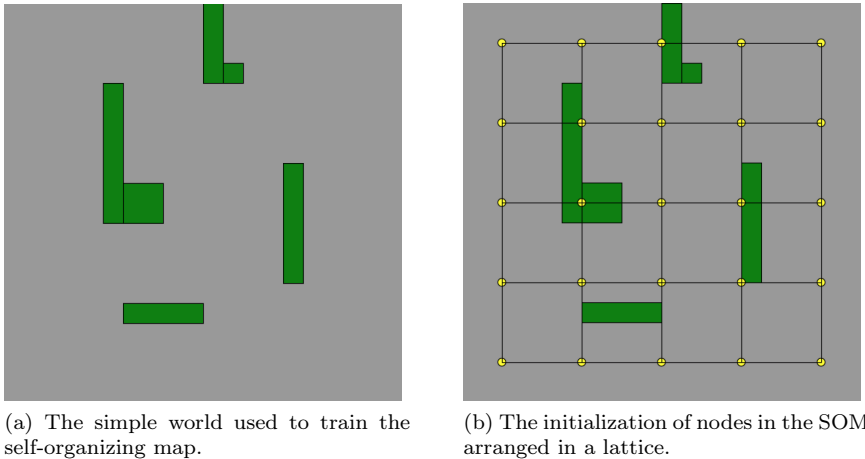 (a) The simple world used to train the
self-organizing map.
(b) The initialization of nodes in the SOM
arranged in a lattice.